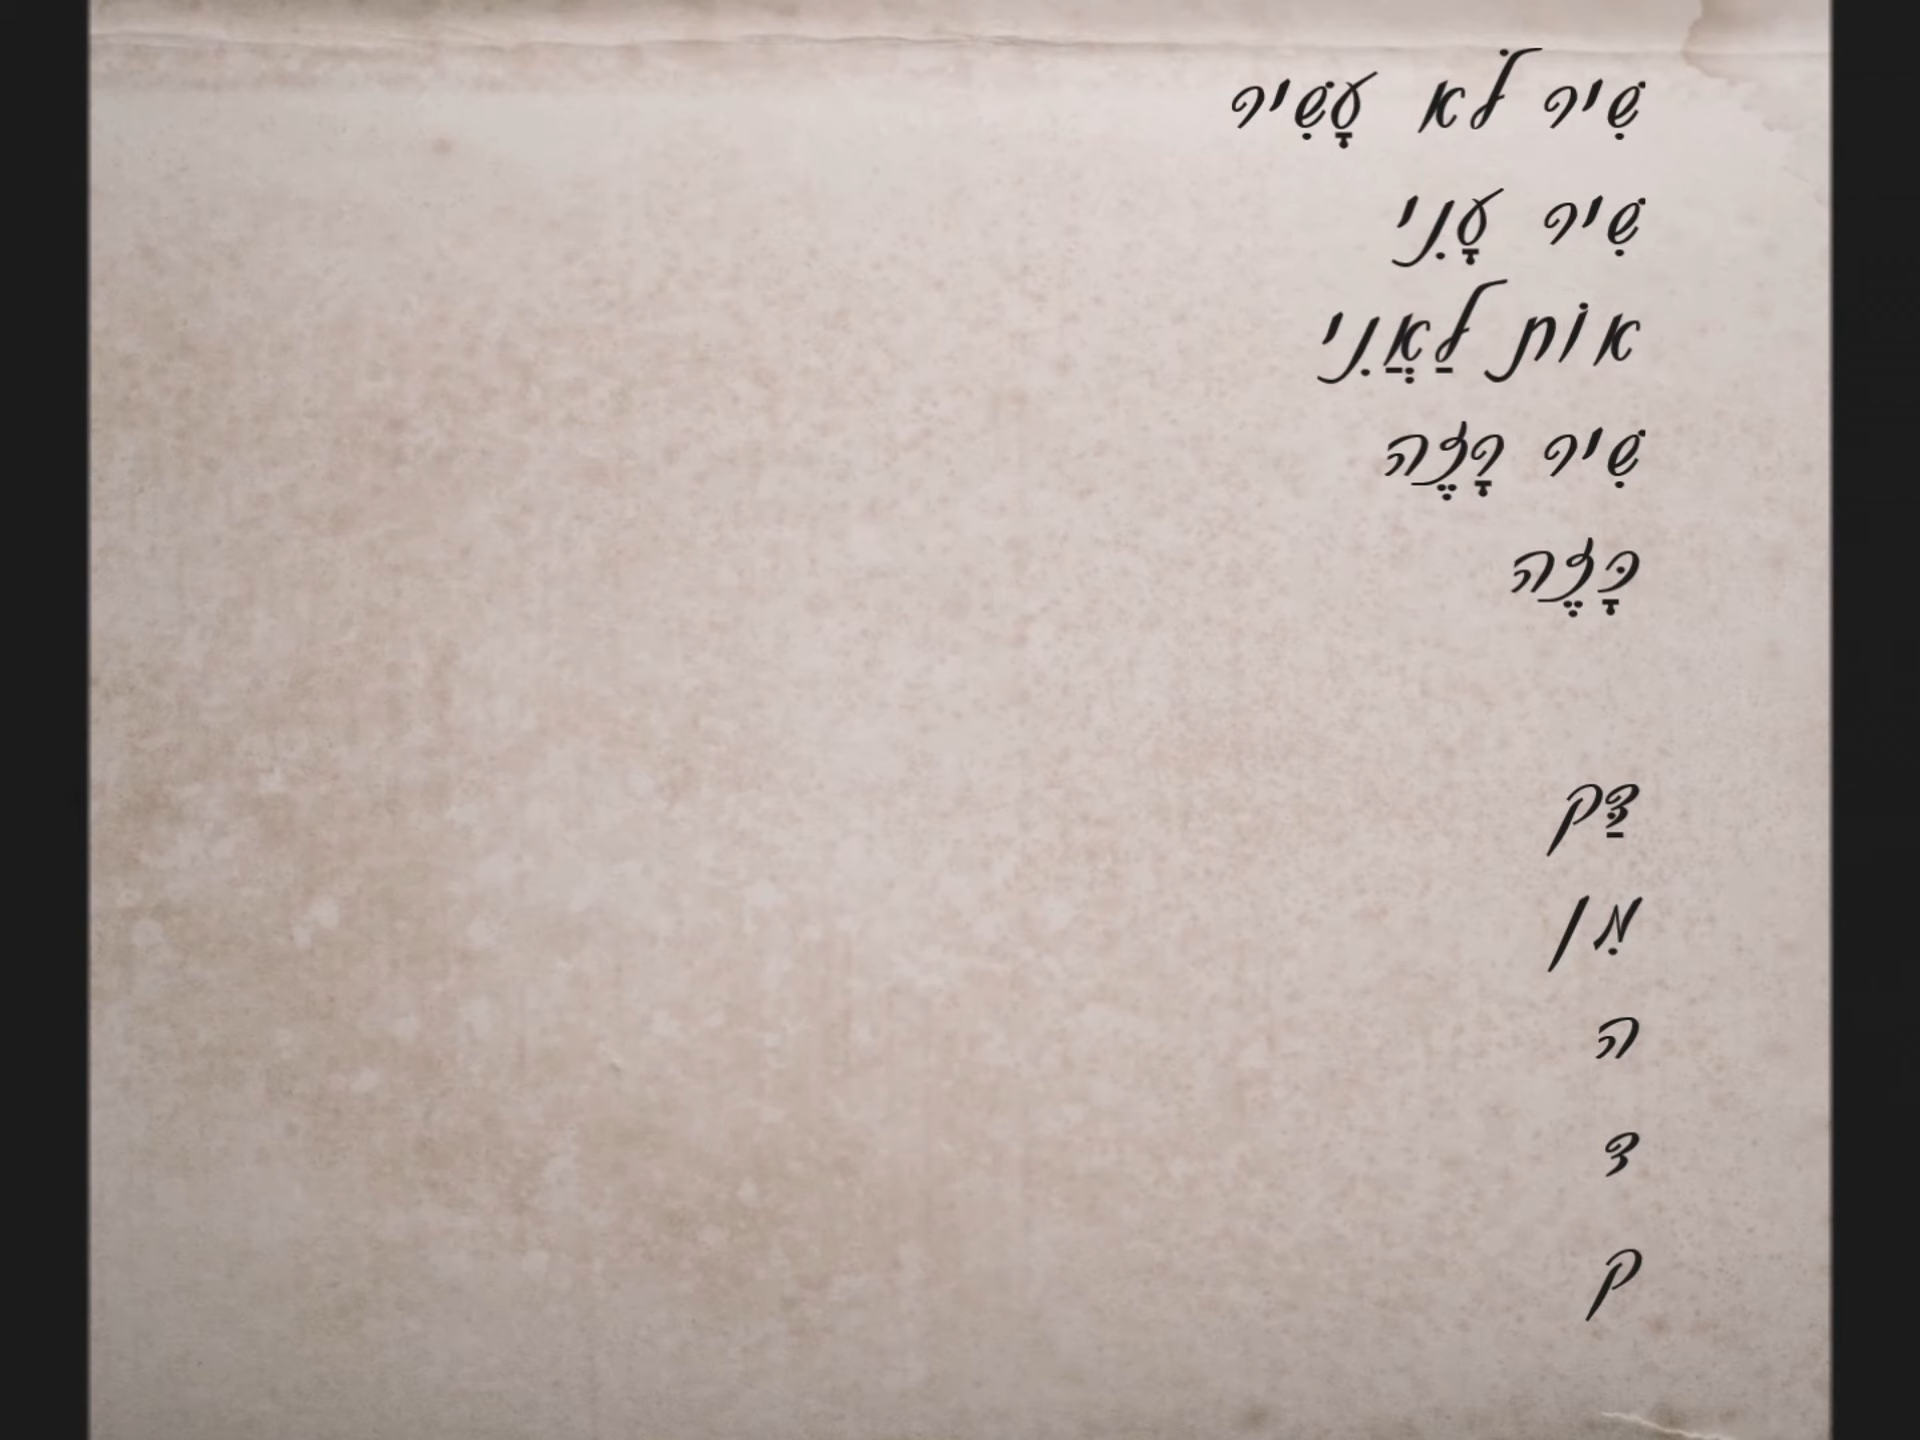 שִׁיר לֹא עָשִׁיר
שִׁיר עָנִי
אוֹת לַאֲנִי
שִׁיר רָזֶה
כָּזֶה
דַּק
מִן
ה
ד
ק